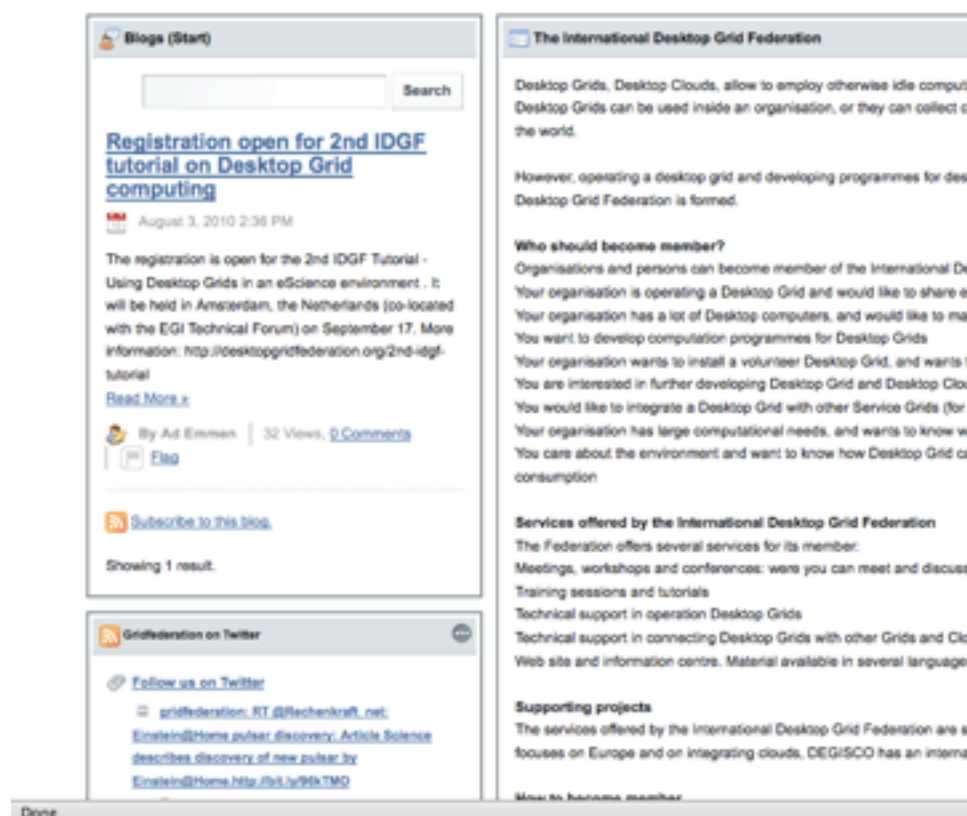 Blogs (Start)
Search
Registration open for 2nd IDGF
tutorial on Desktop Grid
computing
August 3, 2010 2:36 PM
The registration is open for the 2nd IDGF Tutorial -
Using Desktop Grids in an eScience environment . It
will be held in Amsterdam, the Netherlands (co-located
with the EGI Technical Forum) on September 17. More
information: http://desktopgridfederation.org/2nd-idgf-
tutorial
Read More »
By Ad Emmen | 32 Views, 0 Comments
| Flag
Subscribe to this blog.
Showing 1 result.
Gridfederation on Twitter
Follow us on Twitter
gridfederation: RT @Rechenkraft_net:
Einstein@Home pulsar discovery: Article Science
describes discovery of new pulsar by
Einstein@Home.http://bit.ly/96kTMO
The International Desktop Grid Federation
Desktop Grids, Desktop Clouds, allow to employ otherwise idle computi
Desktop Grids can be used inside an organisation, or they can collect c
the world.
However, operating a desktop grid and developing programmes for des
Desktop Grid Federation is formed.
Who should become member?
Organisations and persons can become member of the International De
Your organisation is operating a Desktop Grid and would like to share e
Your organisation has a lot of Desktop computers, and would like to ma
You want to develop computation programmes for Desktop Grids
Your organisation wants to install a volunteer Desktop Grid, and wants
You are interested in further developing Desktop Grid and Desktop Clou
You would like to integrate a Desktop Grid with other Service Grids (for
Your organisation has large computational needs, and wants to know w
You care about the environment and want to know how Desktop Grid ca
consumption
Services offered by the International Desktop Grid Federation
The Federation offers several services for its member:
Meetings, workshops and conferences: were you can meet and discuss
Training sessions and tutorials
Technical support in operation Desktop Grids
Technical support in connecting Desktop Grids with other Grids and Clo
Web site and information centre. Material available in several language
Supporting projects
The services offered by the International Desktop Grid Federation are s
focuses on Europe and on integrating clouds, DEGISCO has an interna
How to become member
Done